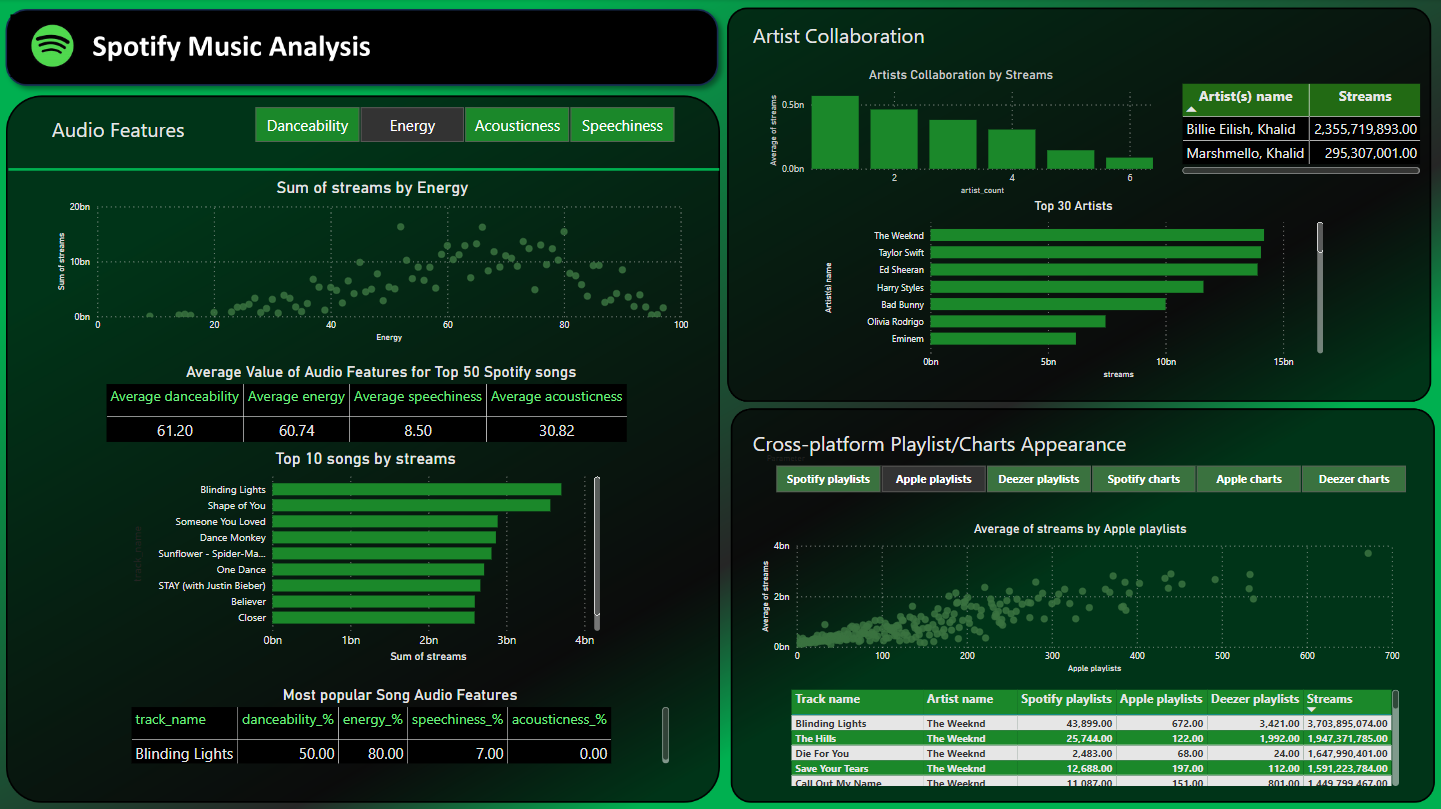 Spotify Music Analysis
Audio Features
Danceability Energy Acousticness Speechiness
Sum of streams by Energy
20bn
10bn
0bn
Sum of streams
0 20 40 60 80 100
Energy
Average Value of Audio Features for Top 50 Spotify songs
Average danceability Average energy Average speechiness Average acousticness
61.20 60.74 8.50 30.82
Top 10 songs by streams
track_name
Blinding Lights
Shape of You
Someone You Loved
Dance Monkey
Sunflower - Spider-Ma...
One Dance
STAY (with Justin Bieber)
Believer
Closer
0bn 1bn 2bn 3bn 4bn
Sum of streams
Most popular Song Audio Features
track_name danceability_% energy_% speechiness_% acousticness_%
Blinding Lights 50.00 80.00 7.00 0.00
Artist Collaboration
Artists Collaboration by Streams
0.5bn
0.0bn
Average of streams
2 4 6
artist_count
Artist(s) name Streams
Billie Eilish, Khalid 2,355,719,893.00
Marshmello, Khalid 295,307,001.00
Top 30 Artists
Artist(s) name
The Weeknd
Taylor Swift
Ed Sheeran
Harry Styles
Bad Bunny
Olivia Rodrigo
Eminem
0bn 5bn 10bn 15bn
streams
Cross-platform Playlist/Charts Appearance
Spotify playlists Apple playlists Deezer playlists Spotify charts Apple charts Deezer charts
Average of streams by Apple playlists
4bn
2bn
0bn
Average of streams
0 100 200 300 400 500 600 700
Apple playlists
Track name Artist name Spotify playlists Apple playlists Deezer playlists Streams
Blinding Lights The Weeknd 43,899.00 672.00 3,421.00 3,703,895,074.00
The Hills The Weeknd 25,744.00 122.00 1,992.00 1,947,371,785.00
Die For You The Weeknd 2,483.00 68.00 24.00 1,647,990,401.00
Save Your Tears The Weeknd 12,688.00 197.00 112.00 1,591,223,784.00
Call Out My Name The Weeknd 11,087.00 151.00 801.00 1,449,799,467.00